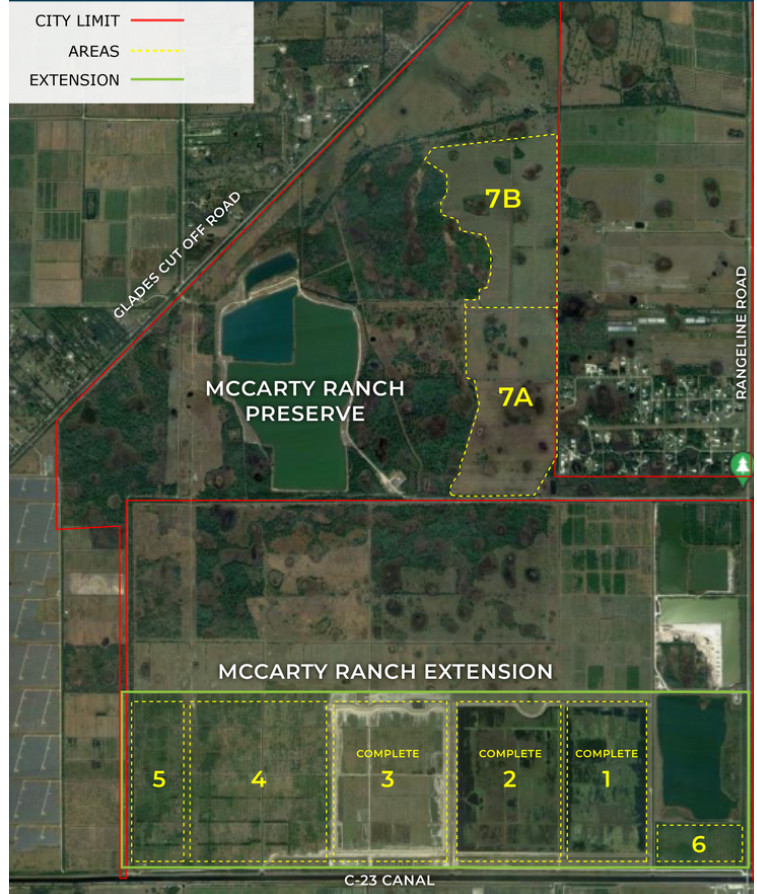 CITY LIMIT
AREAS
EXTENSION
GLADES CUT OFF ROAD
7B
RANGELINE ROAD
MCCARTY RANCH
PRESERVE
7A
MCCARTY RANCH EXTENSION
5
4
COMPLETE
3
COMPLETE
2
COMPLETE
1
6
C-23 CANAL